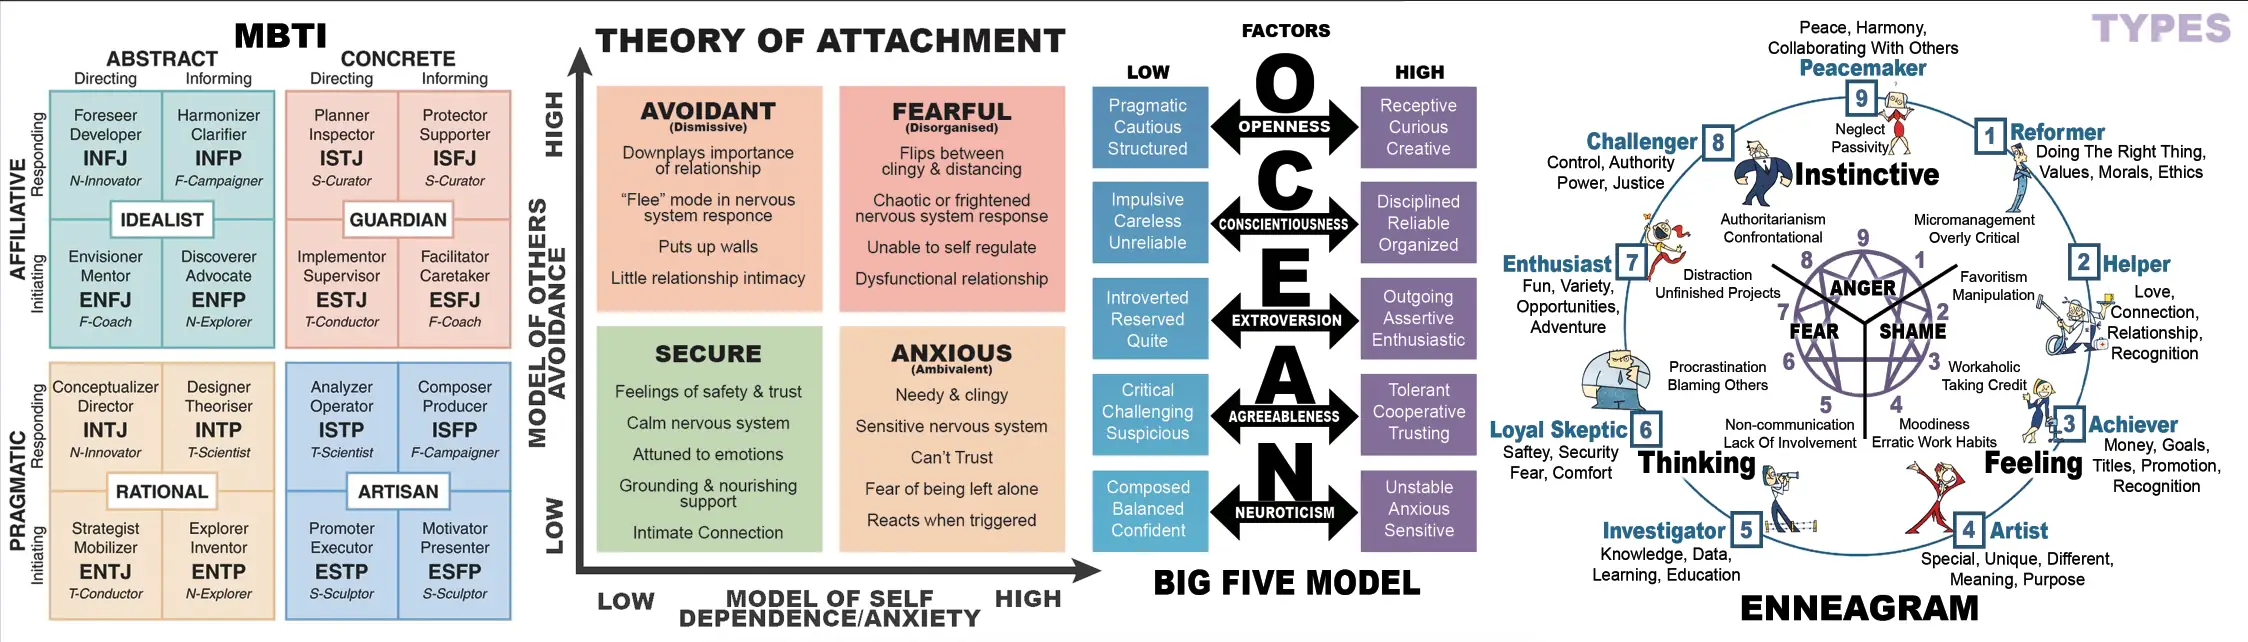 MBTI
ABSTRACT
CONCRETE
Directing
Informing
Directing
Informing
AFFILIATIVE
Responding
Initiating
PRAGMATIC
Responding
Initiating
Foreseer
Developer
INFJ
N-Innovator
Harmonizer
Clarifier
INFP
F-Campaigner
Planner
Inspector
ISTJ
S-Curator
Protector
Supporter
ISFJ
S-Curator
IDEALIST
GUARDIAN
Envisioner
Mentor
ENFJ
F-Coach
Discoverer
Advocate
ENFP
N-Explorer
Implementor
Supervisor
ESTJ
T-Conductor
Facilitator
Caretaker
ESFJ
F-Coach
Conceptualizer
Director
INTJ
N-Innovator
Designer
Theoriser
INTP
T-Scientist
Analyzer
Operator
ISTP
T-Scientist
Composer
Producer
ISFP
F-Campaigner
RATIONAL
ARTISAN
Strategist
Mobilizer
ENTJ
T-Conductor
Explorer
Inventor
ENTP
N-Explorer
Promoter
Executor
ESTP
S-Sculptor
Motivator
Presenter
ESFP
S-Sculptor
THEORY OF ATTACHMENT
HIGH
MODEL OF OTHERS
AVOIDANCE
LOW
AVOIDANT
(Dismissive)
Downplays importance
of relationship
“Flee” mode in nervous
system responce
Puts up walls
Little relationship intimacy
FEARFUL
(Disorganised)
Flips between
clingy & distancing
Chaotic or frightened
nervous system response
Unable to self regulate
Dysfunctional relationship
SECURE
Feelings of safety & trust
Calm nervous system
Attuned to emotions
Grounding & nourishing
support
Intimate Connection
ANXIOUS
(Ambivalent)
Needy & clingy
Sensitive nervous system
Can’t Trust
Fear of being left alone
Reacts when triggered
LOW
MODEL OF SELF
DEPENDENCE/ANXIETY
HIGH
FACTORS
LOW
HIGH
O
OPENNESS
Pragmatic
Cautious
Structured
Receptive
Curious
Creative
C
CONSCIENTIOUSNESS
Impulsive
Careless
Unreliable
Disciplined
Reliable
Organized
E
EXTROVERSION
Introverted
Reserved
Quite
Outgoing
Assertive
Enthusiastic
A
AGREEABLENESS
Critical
Challenging
Suspicious
Tolerant
Cooperative
Trusting
N
NEUROTICISM
Composed
Balanced
Confident
Unstable
Anxious
Sensitive
BIG FIVE MODEL
TYPES
Peace, Harmony,
Collaborating With Others
Peacemaker
9
Neglect
Passivity
1
Reformer
Doing The Right Thing,
Values, Morals, Ethics
Micromanagement
Overly Critical
2
Helper
Love,
Connection,
Relationship,
Recognition
Favoritism
Manipulation
3
Achiever
Money, Goals,
Titles, Promotion,
Recognition
Workaholic
Taking Credit
4
Artist
Special, Unique, Different,
Meaning, Purpose
Moodiness
Erratic Work Habits
Investigator
5
Knowledge, Data,
Learning, Education
Non-communication
Lack Of Involvement
Loyal Skeptic
6
Saftey, Security
Fear, Comfort
Procrastination
Blaming Others
Enthusiast
7
Fun, Variety,
Opportunities,
Adventure
Distraction
Unfinished Projects
Challenger
8
Control, Authority
Power, Justice
Authoritarianism
Confrontational
Instinctive
Thinking
Feeling
9
8
1
ANGER
7
2
FEAR
SHAME
6
3
5
4
ENNEAGRAM